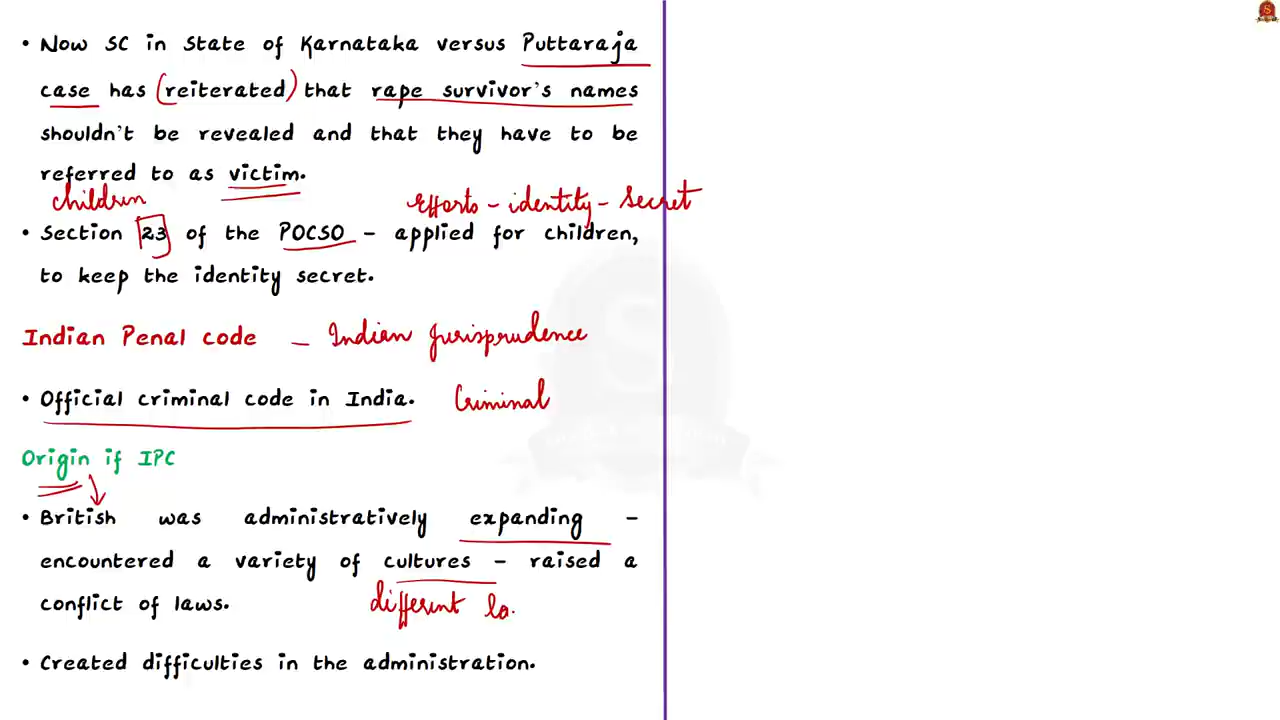 • Now SC in State of Karnataka versus Puttaraja
case has (reiterated) that rape survivor's names
shouldn't be revealed and that they have to be
referred to as victim.
children
efforts - identity - secret
• Section 23 of the POCSO - applied for children,
to keep the identity secret.
Indian Penal code - Indian Jurisprudence
• Official criminal code in India. Criminal
Origin if IPC
• British was administratively expanding -
encountered a variety of cultures - raised a
conflict of laws. different la
• Created difficulties in the administration.